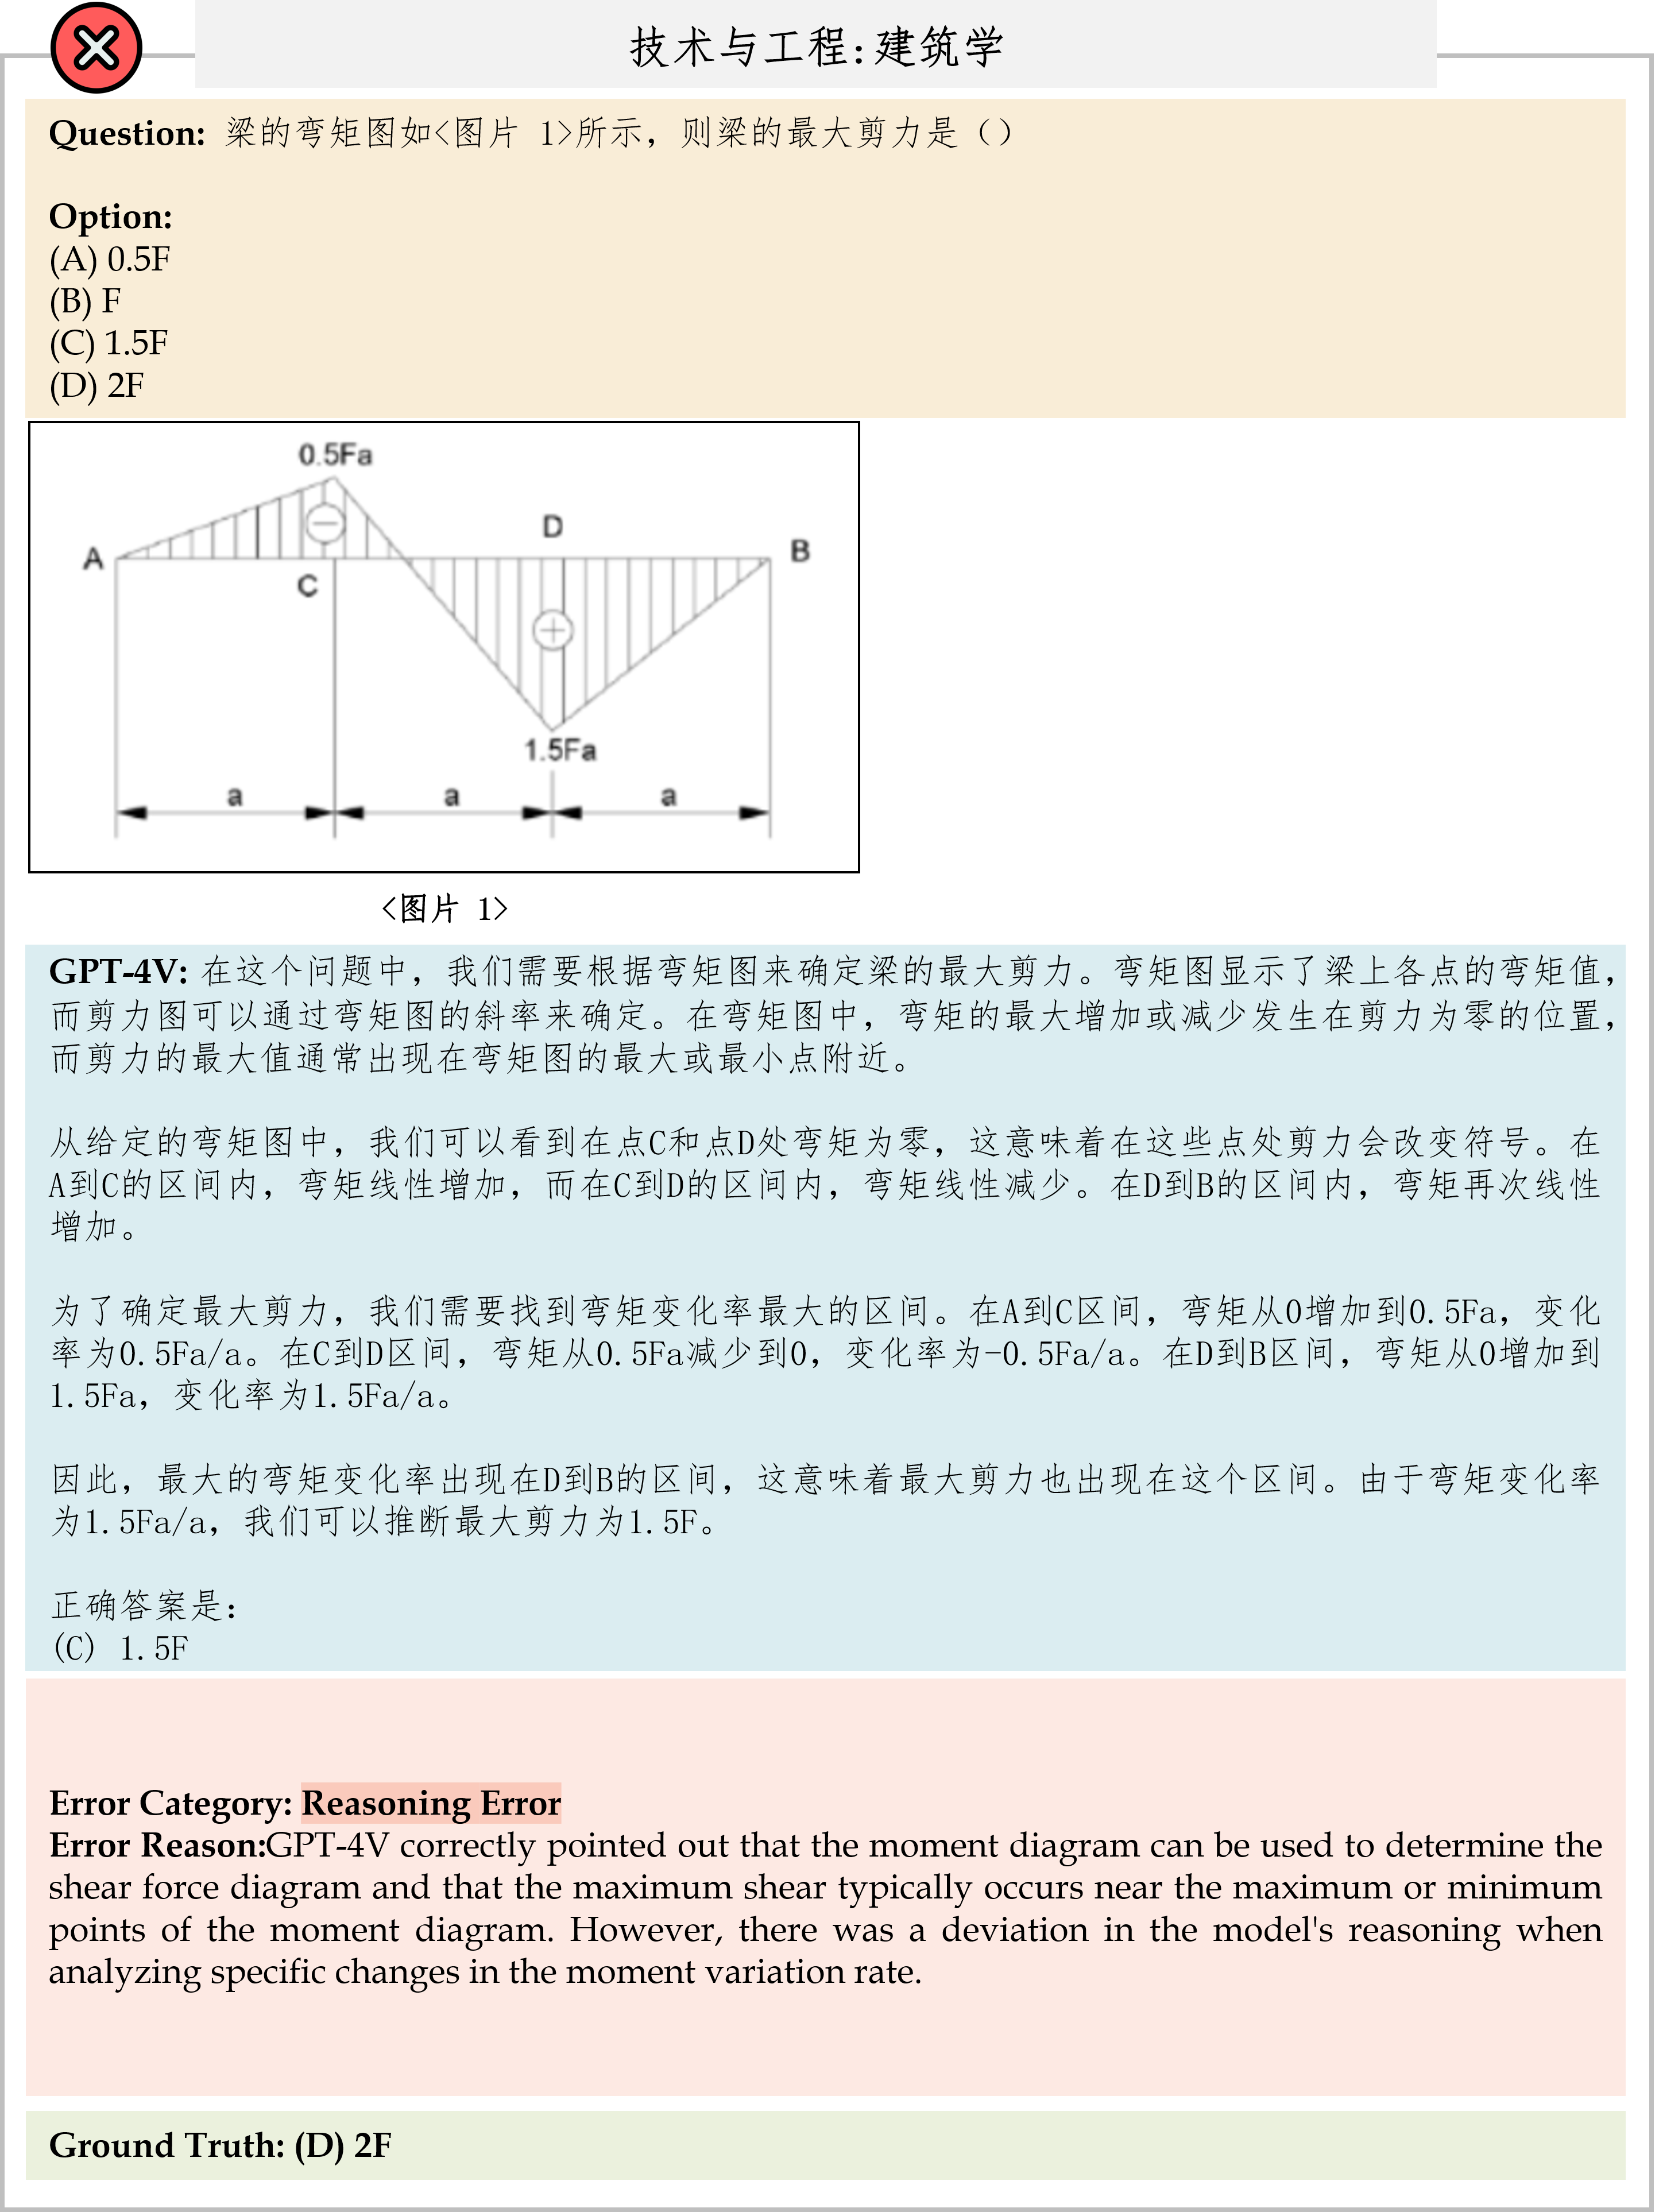 技术与工程:建筑学
Question: 梁的弯矩图如<图片 1>所示，则梁的最大剪力是（）
Option:
(A) 0.5F
(B) F
(C) 1.5F
(D) 2F
0.5Fa
D
A
B
C
1.5Fa
a a a
<图片 1>
GPT-4V: 在这个问题中，我们需要根据弯矩图来确定梁的最大剪力。弯矩图显示了梁上各点的弯矩值，
而剪力图可以通过弯矩图的斜率来确定。在弯矩图中，弯矩的最大增加或减少发生在剪力为零的位置，
而剪力的最大值通常出现在弯矩图的最大或最小点附近。
从给定的弯矩图中，我们可以看到在点C和点D处弯矩为零，这意味着在这些点处剪力会改变符号。在
A到C的区间内，弯矩线性增加，而在C到D的区间内，弯矩线性减少。在D到B的区间内，弯矩再次线性
增加。
为了确定最大剪力，我们需要找到弯矩变化率最大的区间。在A到C区间，弯矩从0增加到0.5Fa，变化
率为0.5Fa/a。在C到D区间，弯矩从0.5Fa减少到0，变化率为-0.5Fa/a。在D到B区间，弯矩从0增加到
1.5Fa，变化率为1.5Fa/a。
因此，最大的弯矩变化率出现在D到B的区间，这意味着最大剪力也出现在这个区间。由于弯矩变化率
为1.5Fa/a，我们可以推断最大剪力为1.5F。
正确答案是：
(C) 1.5F
Error Category: Reasoning Error
Error Reason:GPT-4V correctly pointed out that the moment diagram can be used to determine the
shear force diagram and that the maximum shear typically occurs near the maximum or minimum
points of the moment diagram. However, there was a deviation in the model's reasoning when
analyzing specific changes in the moment variation rate.
Ground Truth: (D) 2F